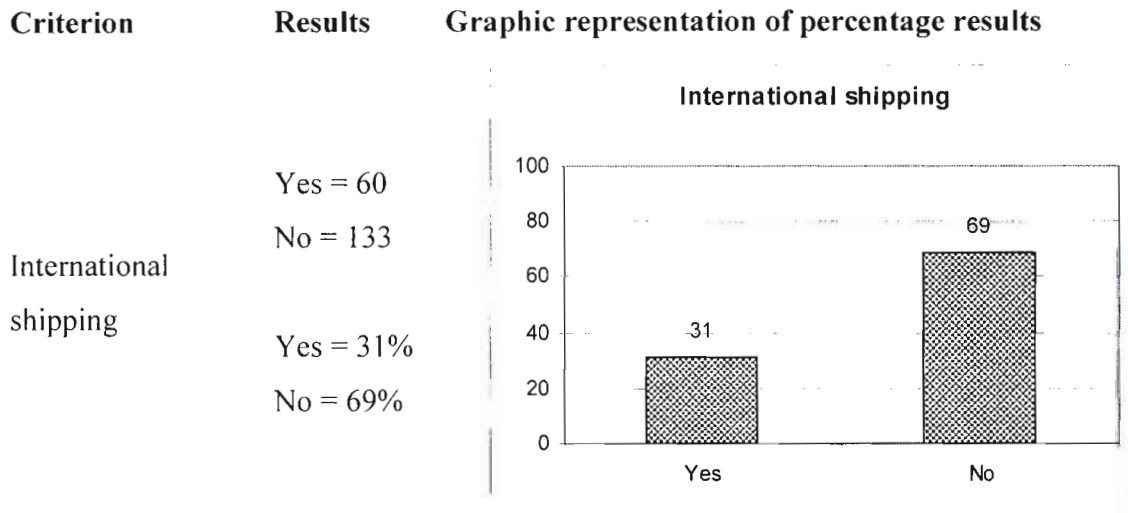 Criterion Results Graphic representation of percentage results
International shipping
Yes = 60
No = 133
International
shipping
Yes = 31%
No = 69%
100
80
60
40
20
0
31
69
Yes No